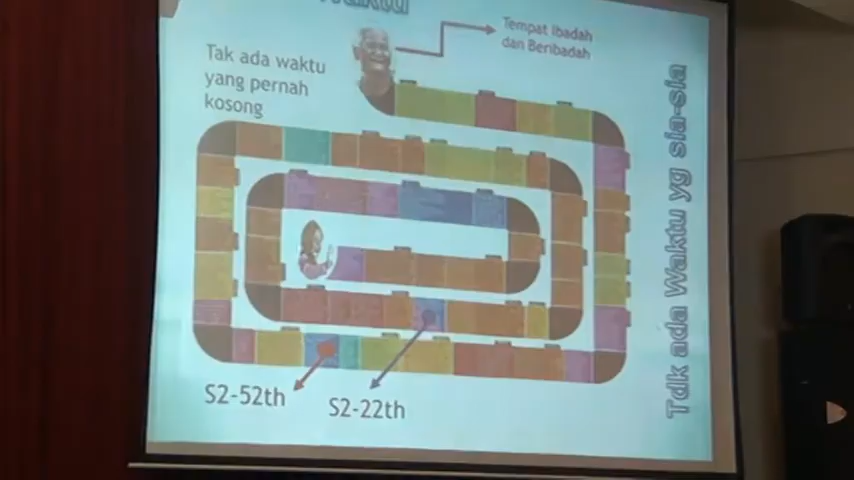 Tempat Ibadah
dan Beribadah
Tak ada waktu
yang pernah
kosong
Tdk ada Waktu yg sia-sia
S2-52th
S2-22th